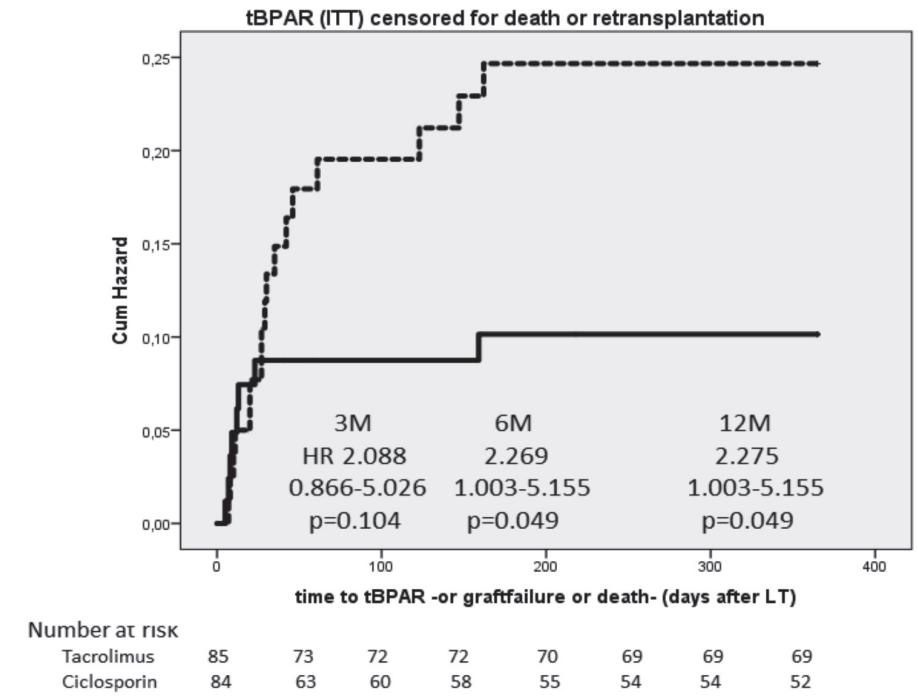 tBPAR (ITT) censored for death or retransplantation
0,25
0,20
0,15
0,10
0,05
0,00
Cum Hazard
3M 6M 12M
HR 2.088 2.269 2.275
0.866-5.026 1.003-5.155 1.003-5.155
p=0.104 p=0.049 p=0.049
0 100 200 300 400
time to tBPAR -or graftfailure or death- (days after LT)
Number at risk
Tacrolimus 85 73 72 72 70 69 69 69
Ciclosporin 84 63 60 58 55 54 54 52